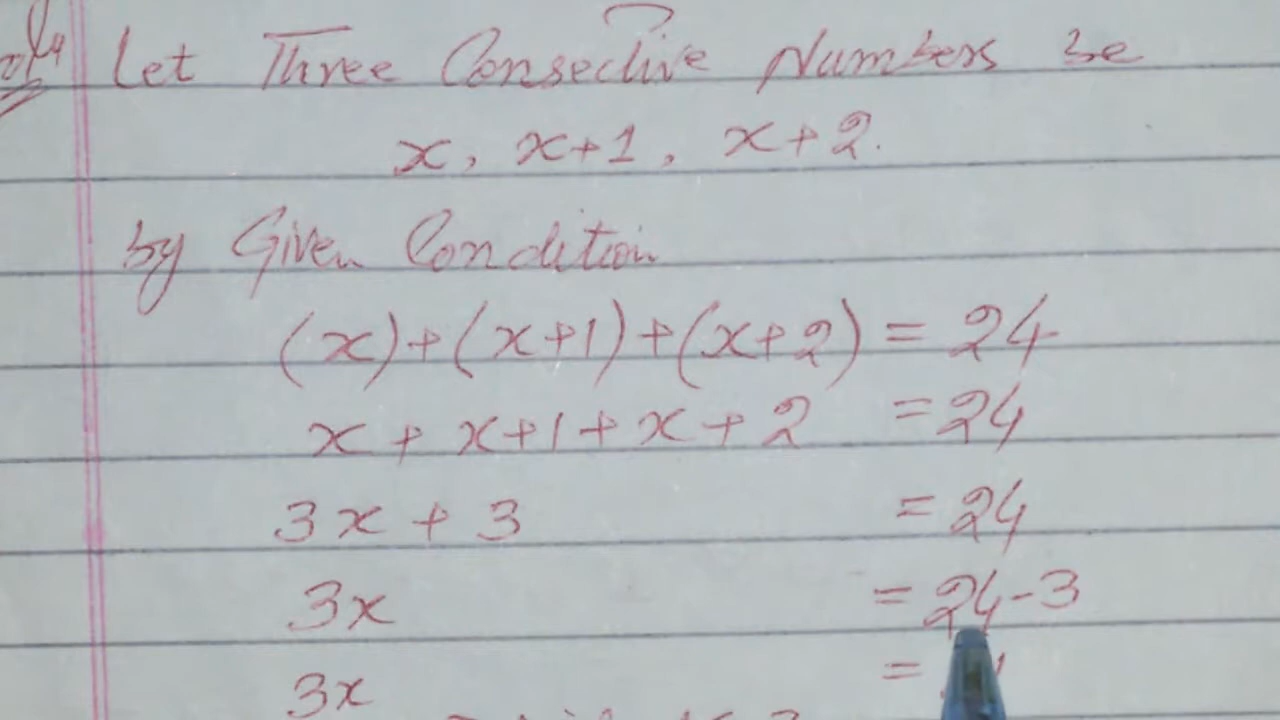 Let Three Consective Numbers be
x, x+1, x+2.
by Given Condition
(x)+(x+1)+(x+2) = 24
x + x+1+x+2 = 24
3x + 3 = 24
3x = 24-3
3x =